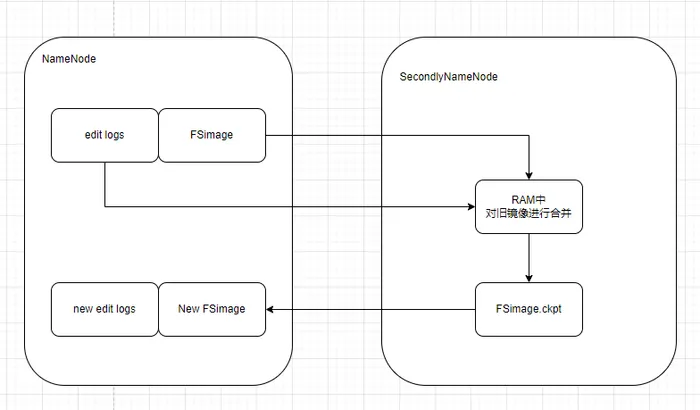 NameNode
SecondlyNameNode
edit logs
FSimage
RAM中
对旧镜像进行合并
new edit logs
New FSimage
FSimage.ckpt